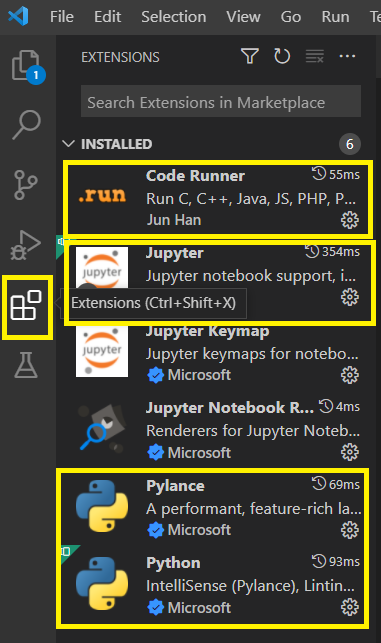 File Edit Selection View Go Run Te
1
EXTENSIONS
Search Extensions in Marketplace
INSTALLED 6
.run
Code Runner 55ms
Run C, C++, Java, JS, PHP, P...
Jun Han
jupyter
Jupyter 354ms
Jupyter notebook support, i...
Extensions (Ctrl+Shift+X)
jupyter
Jupyter Keymap
Jupyter keymaps for notebo...
Microsoft
Jupyter Notebook R... 4ms
Renderers for Jupyter Noteb...
Microsoft
Pylance 69ms
A performant, feature-rich la...
Microsoft
Python 93ms
IntelliSense (Pylance), Lintin...
Microsoft